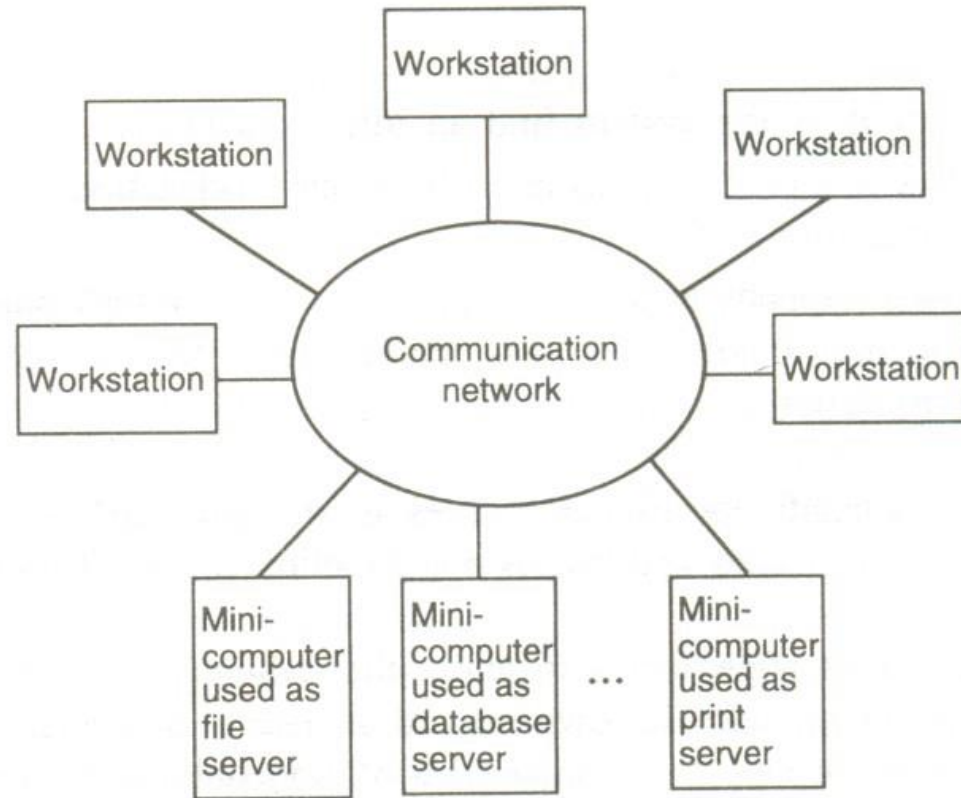 Workstation
Workstation
Workstation
Workstation
Communication
network
Workstation
Mini-
computer
used as
file
server
Mini-
computer
used as
database
server
...
Mini-
computer
used as
print
server